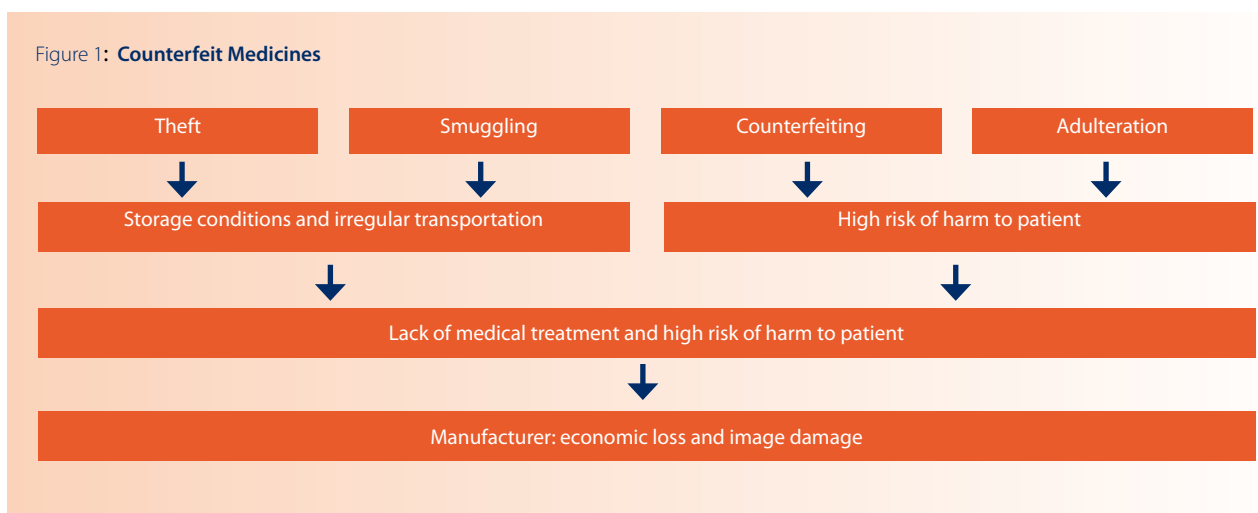 Figure 1: Counterfeit Medicines
Theft
Smuggling
Counterfeiting
Adulteration
Storage conditions and irregular transportation
High risk of harm to patient
Lack of medical treatment and high risk of harm to patient
Manufacturer: economic loss and image damage